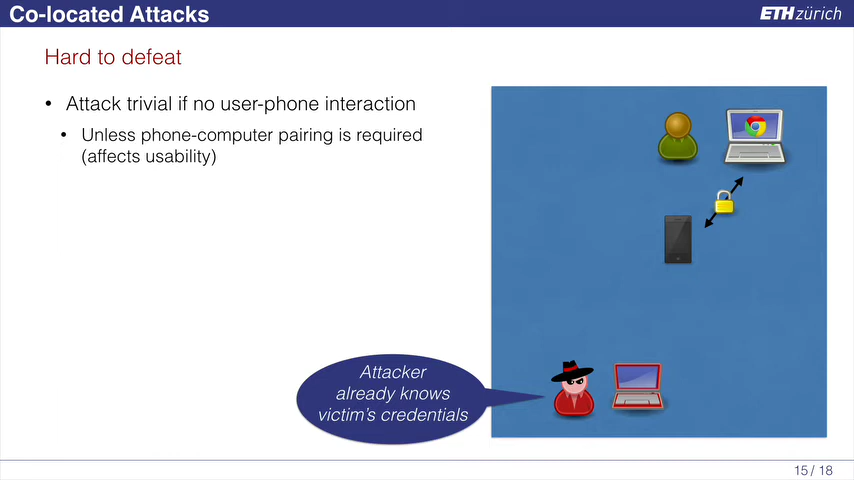 Co-located Attacks
ETH zürich
Hard to defeat
• Attack trivial if no user-phone interaction
• Unless phone-computer pairing is required
(affects usability)
Attacker
already knows
victim's credentials
15 / 18